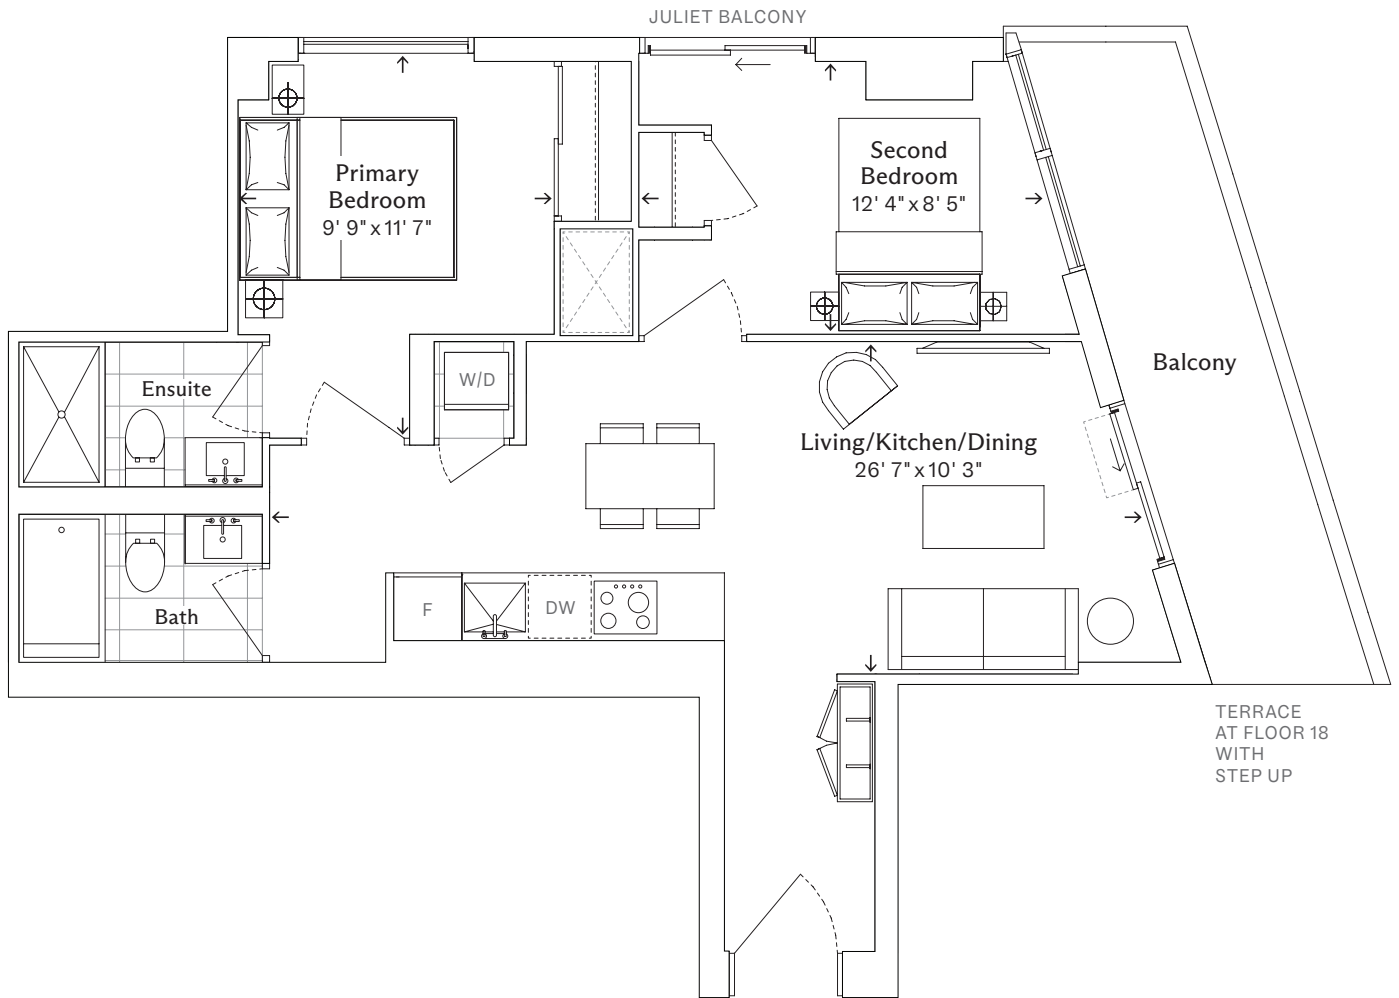 JULIET BALCONY
Primary
Bedroom
9' 9" x 11' 7"
Second
Bedroom
12' 4" x 8' 5"
Balcony
Ensuite
W/D
Living/Kitchen/Dining
26' 7" x 10' 3"
Bath
F
DW
TERRACE
AT FLOOR 18
WITH
STEP UP